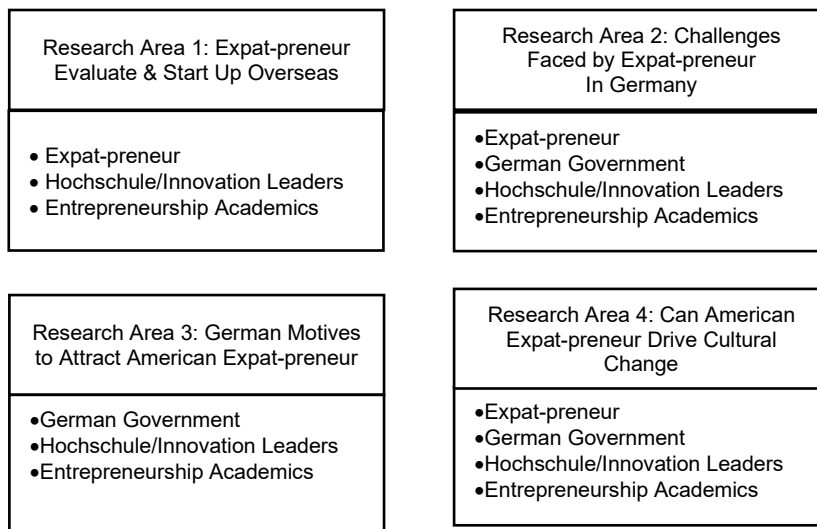 Research Area 1: Expat-preneur
Evaluate & Start Up Overseas
• Expat-preneur
• Hochschule/Innovation Leaders
• Entrepreneurship Academics
Research Area 2: Challenges
Faced by Expat-preneur
In Germany
•Expat-preneur
•German Government
•Hochschule/Innovation Leaders
•Entrepreneurship Academics
Research Area 3: German Motives
to Attract American Expat-preneur
•German Government
•Hochschule/Innovation Leaders
•Entrepreneurship Academics
Research Area 4: Can American
Expat-preneur Drive Cultural
Change
•Expat-preneur
•German Government
•Hochschule/Innovation Leaders
•Entrepreneurship Academics